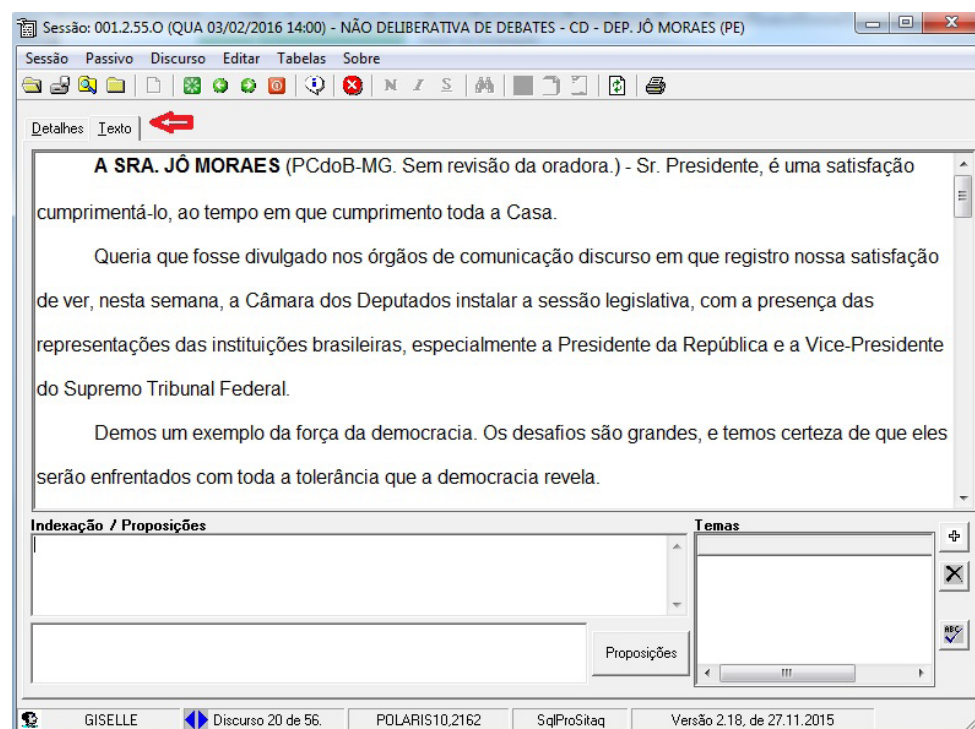 Sessão: 001.2.55.O (QUA 03/02/2016 14:00) - NÃO DELIBERATIVA DE DEBATES - CD - DEP. JÔ MORAES (PE)
Sessão Passivo Discurso Editar Tabelas Sobre
N I S
Detalhes Texto
A SRA. JÔ MORAES (PCdoB-MG. Sem revisão da oradora.) - Sr. Presidente, é uma satisfação
cumprimentá-lo, ao tempo em que cumprimento toda a Casa.
Queria que fosse divulgado nos órgãos de comunicação discurso em que registro nossa satisfação
de ver, nesta semana, a Câmara dos Deputados instalar a sessão legislativa, com a presença das
representações das instituições brasileiras, especialmente a Presidente da República e a Vice-Presidente
do Supremo Tribunal Federal.
Demos um exemplo da força da democracia. Os desafios são grandes, e temos certeza de que eles
serão enfrentados com toda a tolerância que a democracia revela.
Indexação / Proposições Temas
ABC
Proposições
GISELLE Discurso 20 de 56. POLARIS10,2162 SqlProSitaq Versão 2.18, de 27.11.2015